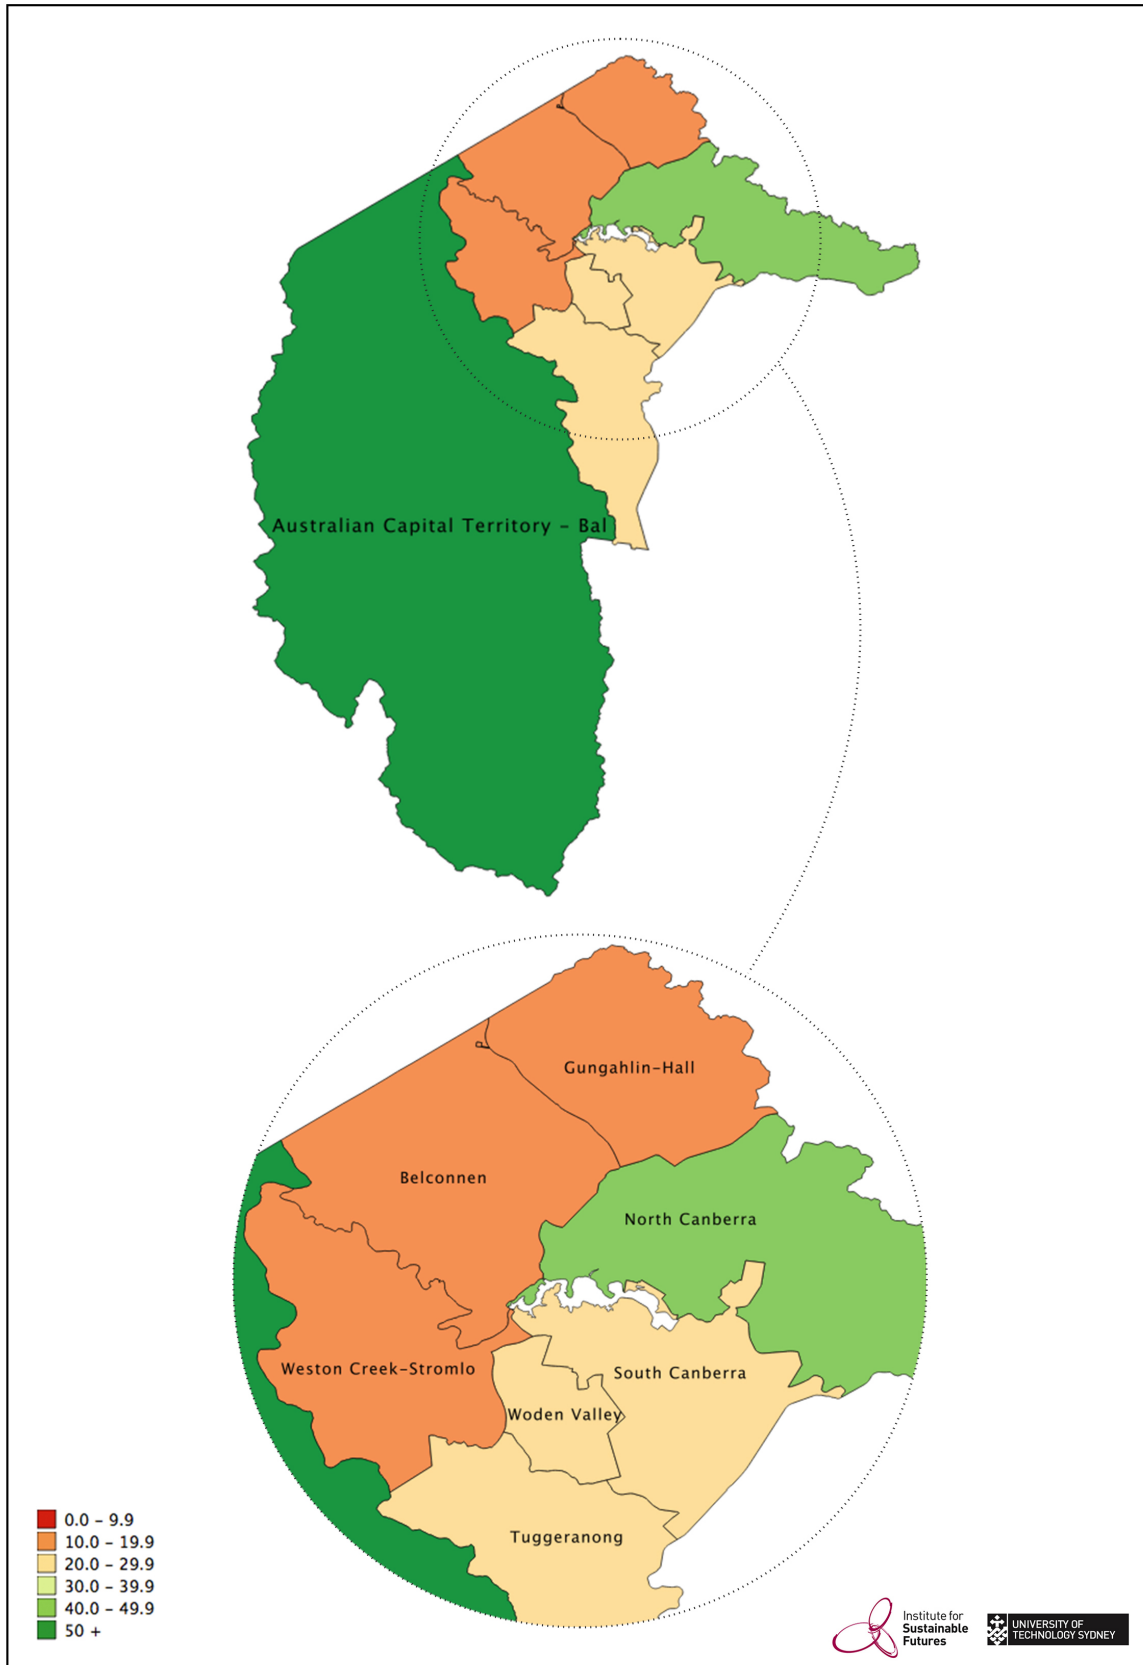 Australian Capital Territory - Bal
Gungahlin-Hall
Belconnen
North Canberra
Weston Creek-Stromlo
South Canberra
Woden Valley
Tuggeranong
0.0 - 9.9
10.0 - 19.9
20.0 - 29.9
30.0 - 39.9
40.0 - 49.9
50 +
Institute for
Sustainable
Futures
UNIVERSITY OF
TECHNOLOGY SYDNEY